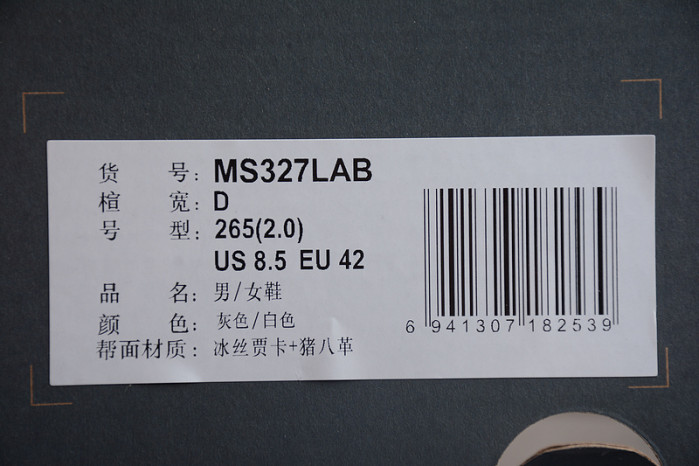 货 号: MS327LAB
楦 宽: D
号 型: 265(2.0)
US 8.5 EU 42
品 名: 男/女鞋
颜 色: 灰色/白色
帮面材质: 冰丝贾卡+猪八革
6 941307 182539